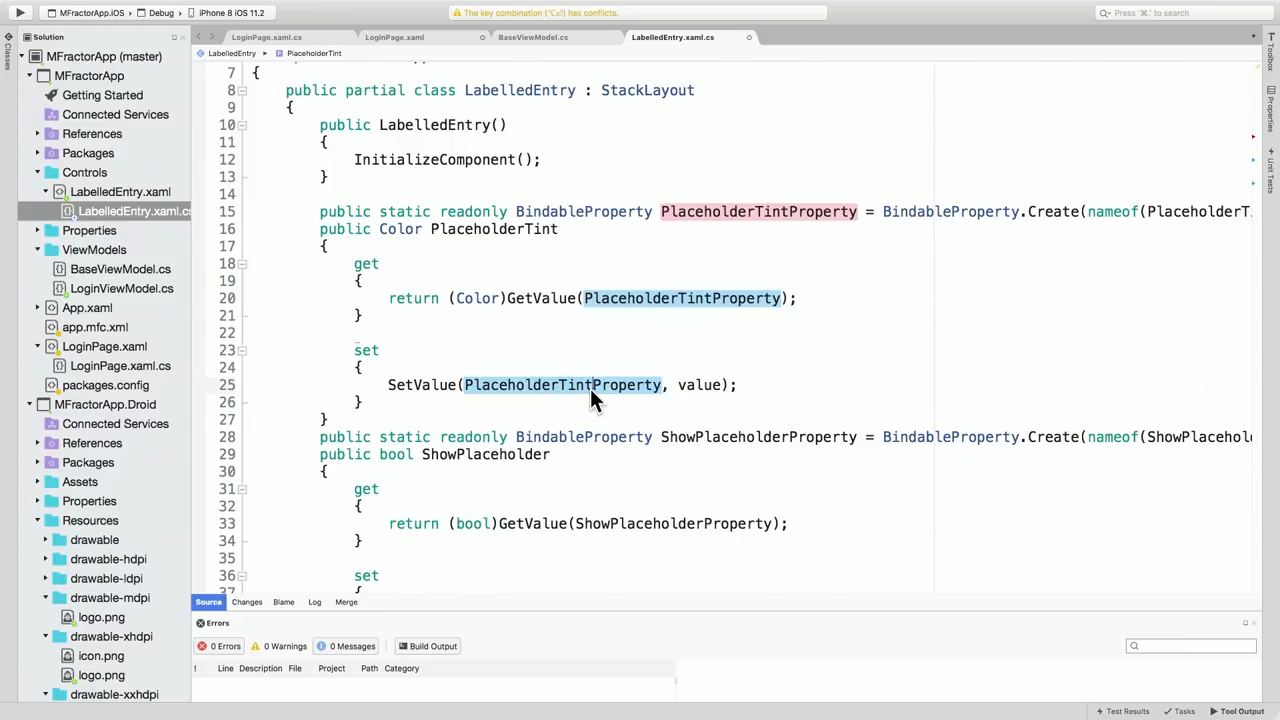 MFractorApp.iOS > Debug > iPhone 8 iOS 11.2
The key combination (⌥⏎) has conflicts.
Press '⌘.' to search
Solution
LoginPage.xaml.cs
LoginPage.xaml
BaseViewModel.cs
LabelledEntry.xaml.cs
LabelledEntry
PlaceholderTint
Classes
Toolbox
Properties
Unit Tests
MFractorApp (master)
MFractorApp
Getting Started
Connected Services
References
Packages
Controls
LabelledEntry.xaml
LabelledEntry.xaml.cs
Properties
ViewModels
BaseViewModel.cs
LoginViewModel.cs
App.xaml
app.mfc.xml
LoginPage.xaml
LoginPage.xaml.cs
packages.config
MFractorApp.Droid
Connected Services
References
Packages
Assets
Properties
Resources
drawable
drawable-hdpi
drawable-ldpi
drawable-mdpi
logo.png
drawable-xhdpi
icon.png
logo.png
drawable-xxhdpi
7 {
8 public partial class LabelledEntry : StackLayout
9 {
10 public LabelledEntry()
11 {
12 InitializeComponent();
13 }
14
15 public static readonly BindableProperty PlaceholderTintProperty = BindableProperty.Create(nameof(PlaceholderTi
16 public Color PlaceholderTint
17 {
18 get
19 {
20 return (Color)GetValue(PlaceholderTintProperty);
21 }
22
23 set
24 {
25 SetValue(PlaceholderTintProperty, value);
26 }
27 }
28 public static readonly BindableProperty ShowPlaceholderProperty = BindableProperty.Create(nameof(ShowPlacehol
29 public bool ShowPlaceholder
30 {
31 get
32 {
33 return (bool)GetValue(ShowPlaceholderProperty);
34 }
35
36 set
37 {
Source Changes Blame Log Merge
Errors
0 Errors 0 Warnings 0 Messages Build Output
! Line Description File Project Path Category
Test Results Tasks Tool Output